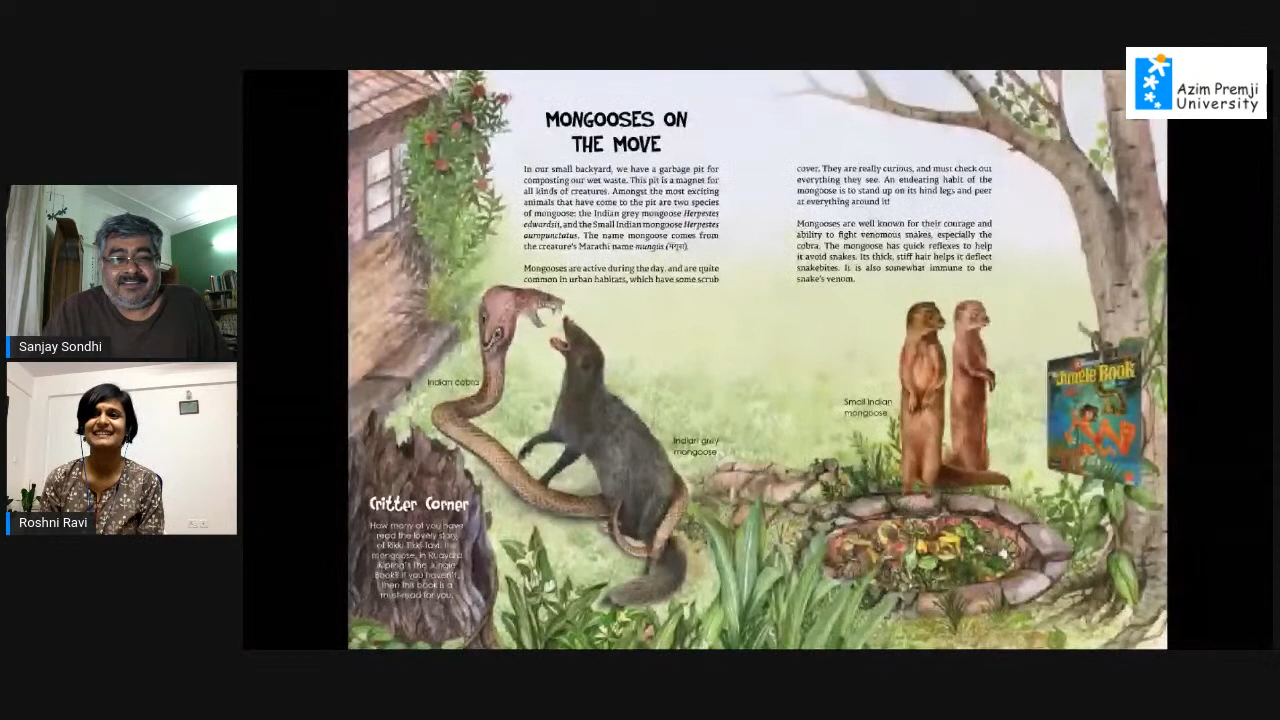 Azim Premji
University
MONGOOSES ON
THE MOVE
In our small backyard, we have a garbage pit for
composting our wet waste. This pit is a magnet for
all kinds of creatures. Amongst the most exciting
animals that have come to the pit are two species
of mongoose: the Indian grey mongoose Herpestes
edwardsii, and the Small Indian mongoose Herpestes
auropunctatus. The name mongoose comes from
the creature's Marathi name mungūs (मंगूस).
Mongooses are active during the day, and are quite
common in urban habitats, which have some scrub
cover. They are really curious, and must check out
everything they see. An endearing habit of the
mongoose is to stand up on its hind legs and peer
at everything around it!
Mongooses are well known for their courage and
ability to fight venomous snakes, especially the
cobra. The mongoose has quick reflexes to help
it avoid snakes. Its thick, stiff hair helps it deflect
snakebites. It is also somewhat immune to the
snake's venom.
Indian cobra
Indian grey
mongoose
Small Indian
mongoose
Jungle Book
Critter Corner
How many of you have
read the lovely story
of Rikki Tikki Tavi, the
mongoose, in Rudyard
Kipling's The Jungle
Book? If you haven't,
then this book is a
must-read for you.
Sanjay Sondhi
Roshni Ravi